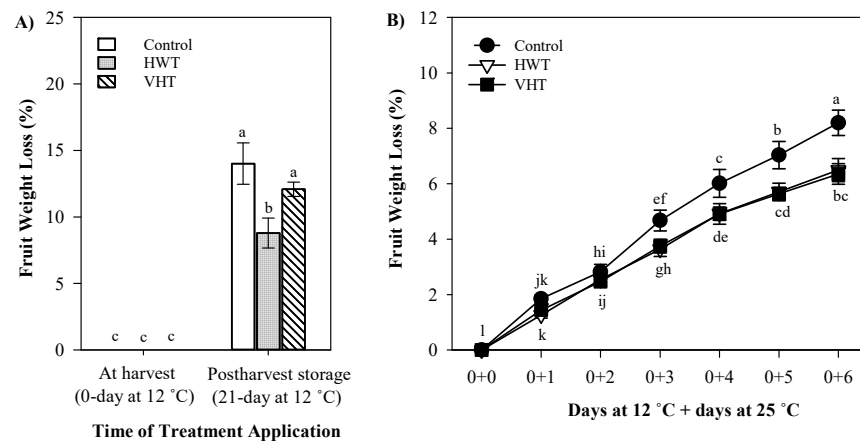 A)
25
20
15
10
5
0
Fruit Weight Loss (%)
Control
HWT
VHT
c c c
a
b
a
At harvest
(0-day at 12 ˚C)
Postharvest storage
(21-day at 12 ˚C)
Time of Treatment Application
B)
12
10
8
6
4
2
0
Fruit Weight Loss (%)
Control
HWT
VHT
l
jk
k
hi
ij
ef
gh
c
de
b
cd
a
bc
0+0 0+1 0+2 0+3 0+4 0+5 0+6
Days at 12 ˚C + days at 25 ˚C